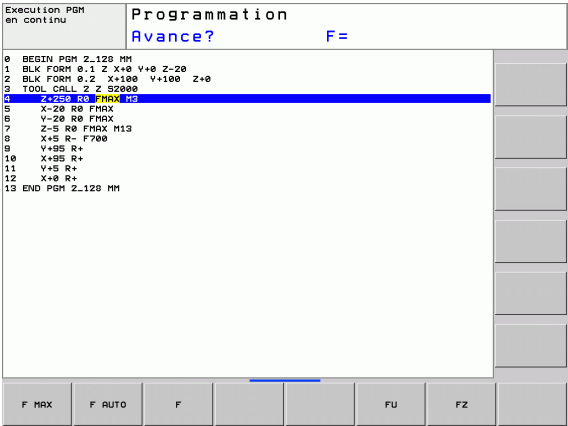 Execution PGM
en continu
Programmation
Avance? F=
0 BEGIN PGM 2_128 MM
1 BLK FORM 0.1 Z X+0 Y+0 Z-20
2 BLK FORM 0.2 X+100 Y+100 Z+0
3 TOOL CALL 2 Z S2000
4 Z+250 R0 FMAX M3
5 X-20 R0 FMAX
6 Y-20 R0 FMAX
7 Z-5 R0 FMAX M13
8 X+5 R- F700
9 Y+95 R+
10 X+95 R+
11 Y+5 R+
12 X+0 R+
13 END PGM 2_128 MM
F MAX F AUTO F FU FZ